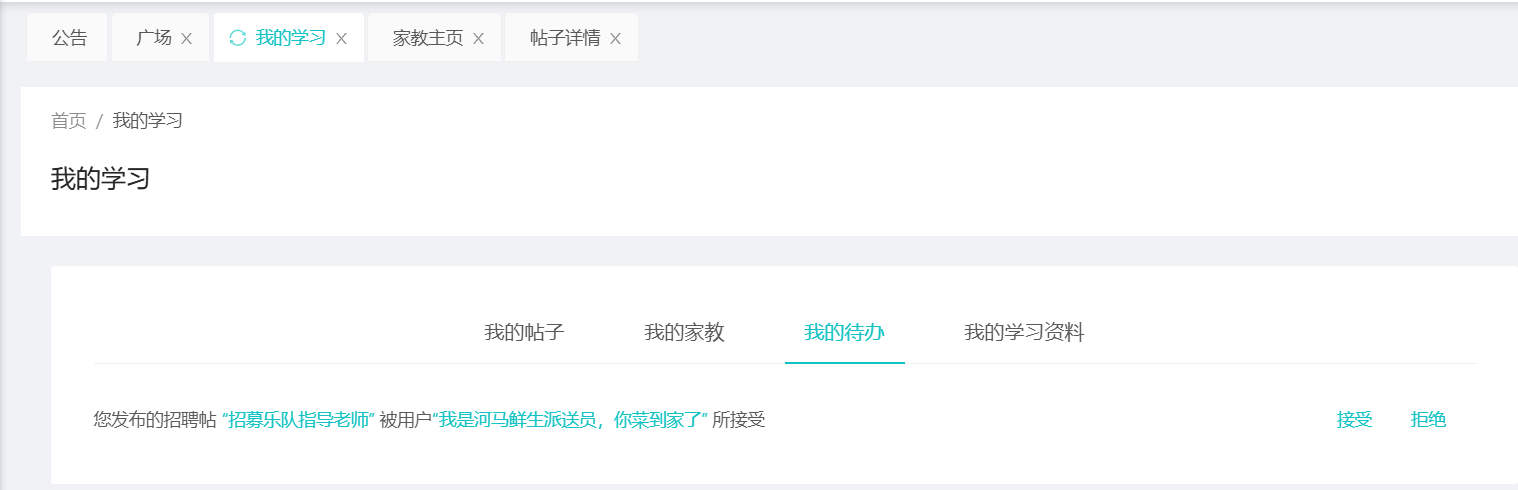 公告 广场 X 我的学习 X 家教主页 X 帖子详情 X
首页 / 我的学习
我的学习
我的帖子 我的家教 我的待办 我的学习资料
您发布的招聘帖 “招募乐队指导老师” 被用户“我是河马鲜生派送员，你菜到家了” 所接受 接受 拒绝